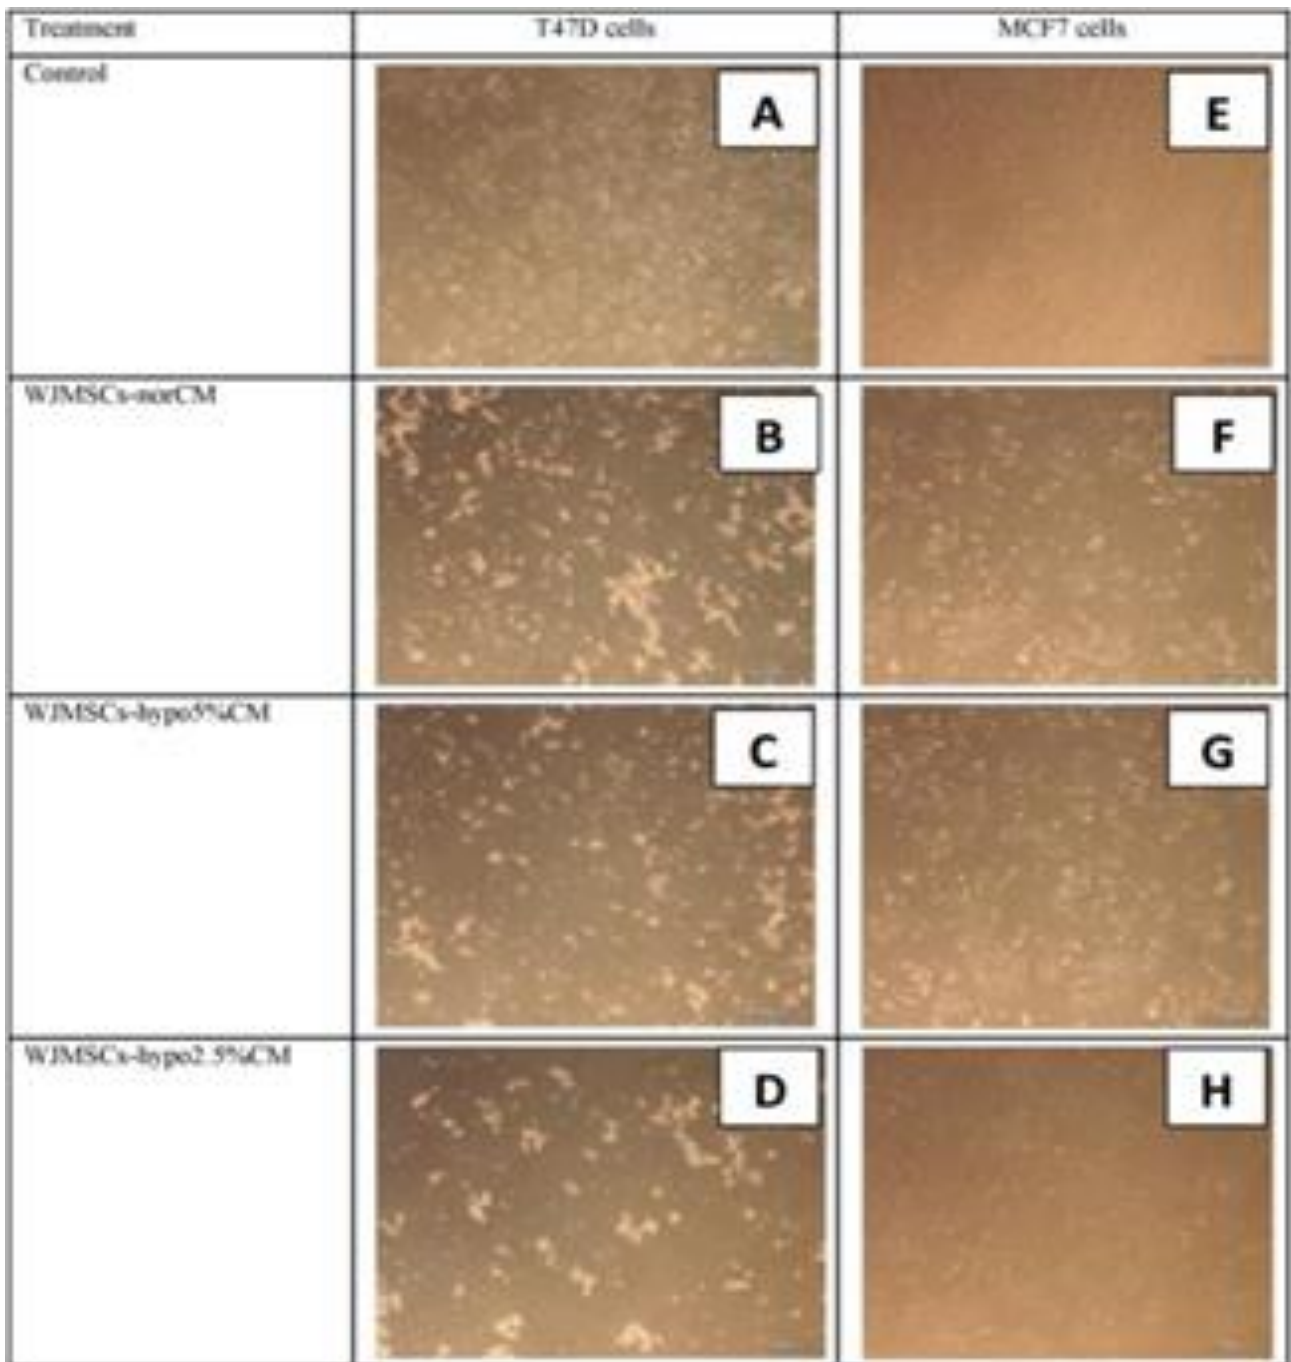 Treatment T47D cells MCF7 cells
Control A E
WJMSCs-norCM B F
WJMSCs-hypo5%CM C G
WJMSCs-hypo2.5%CM D H